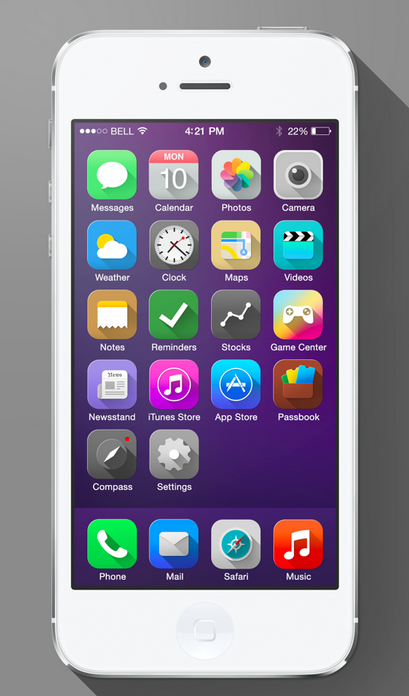 BELL 4:21 PM 22%
MON
10
Messages Calendar Photos Camera
Weather Clock Maps Videos
Notes Reminders Stocks Game Center
News
Newsstand iTunes Store App Store Passbook
Compass Settings
Phone Mail Safari Music